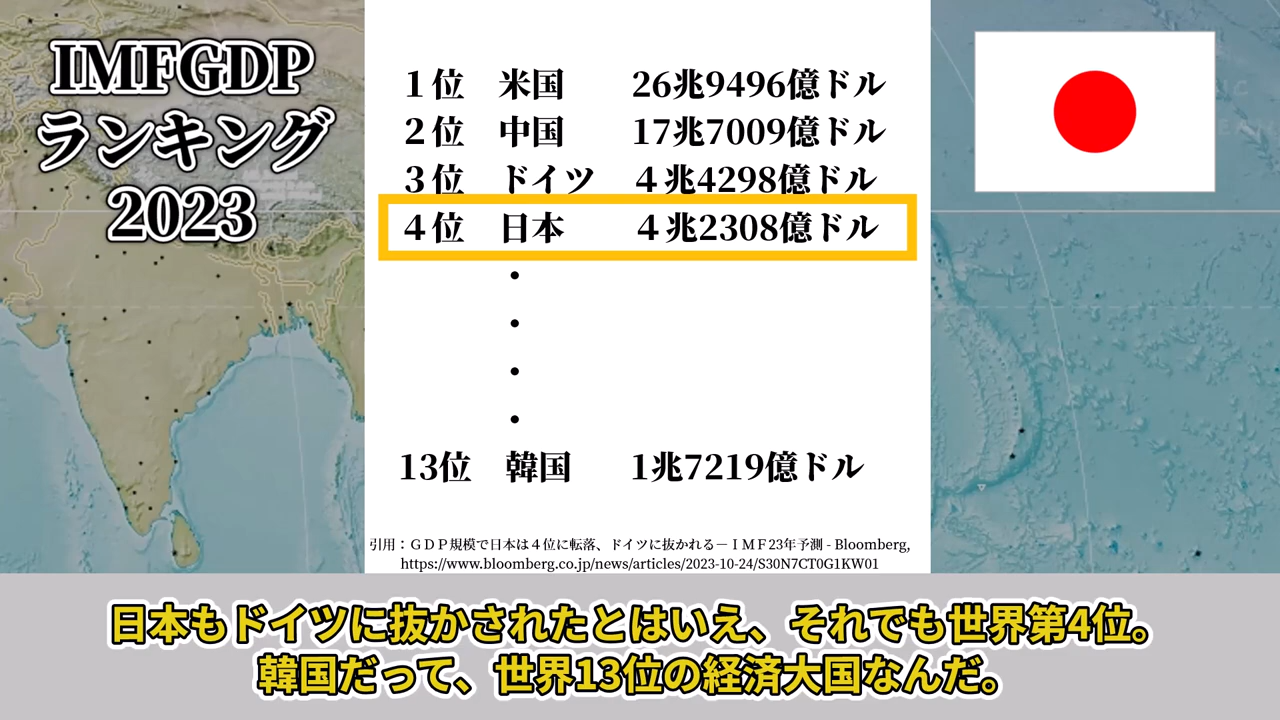 IMFGDP
ランキング
2023
1位 米国 26兆9496億ドル
2位 中国 17兆7009億ドル
3位 ドイツ 4兆4298億ドル
4位 日本 4兆2308億ドル
・
・
・
・
13位 韓国 1兆7219億ドル
引用：ＧＤＰ規模で日本は４位に転落、ドイツに抜かれる－ＩＭＦ23年予測 - Bloomberg,
https://www.bloomberg.co.jp/news/articles/2023-10-24/S30N7CT0G1KW01
日本もドイツに抜かされたとはいえ、それでも世界第4位。
韓国だって、世界13位の経済大国なんだ。